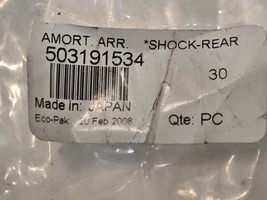 AMORT. ARR. *SHOCK-REAR
503191534
30
Made in: JAPAN
Eco-Pak: 20 Feb 2008 Qte: PC